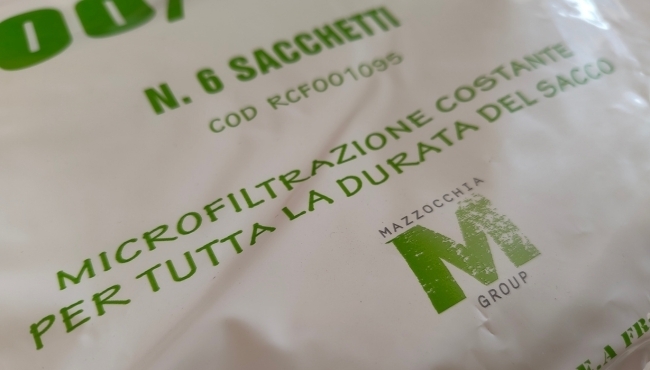 N. 6 SACCHETTI
COD RCF001095
MICROFILTRAZIONE COSTANTE
PER TUTTA LA DURATA DEL SACCO
MAZZOCCHIA
M
GROUP